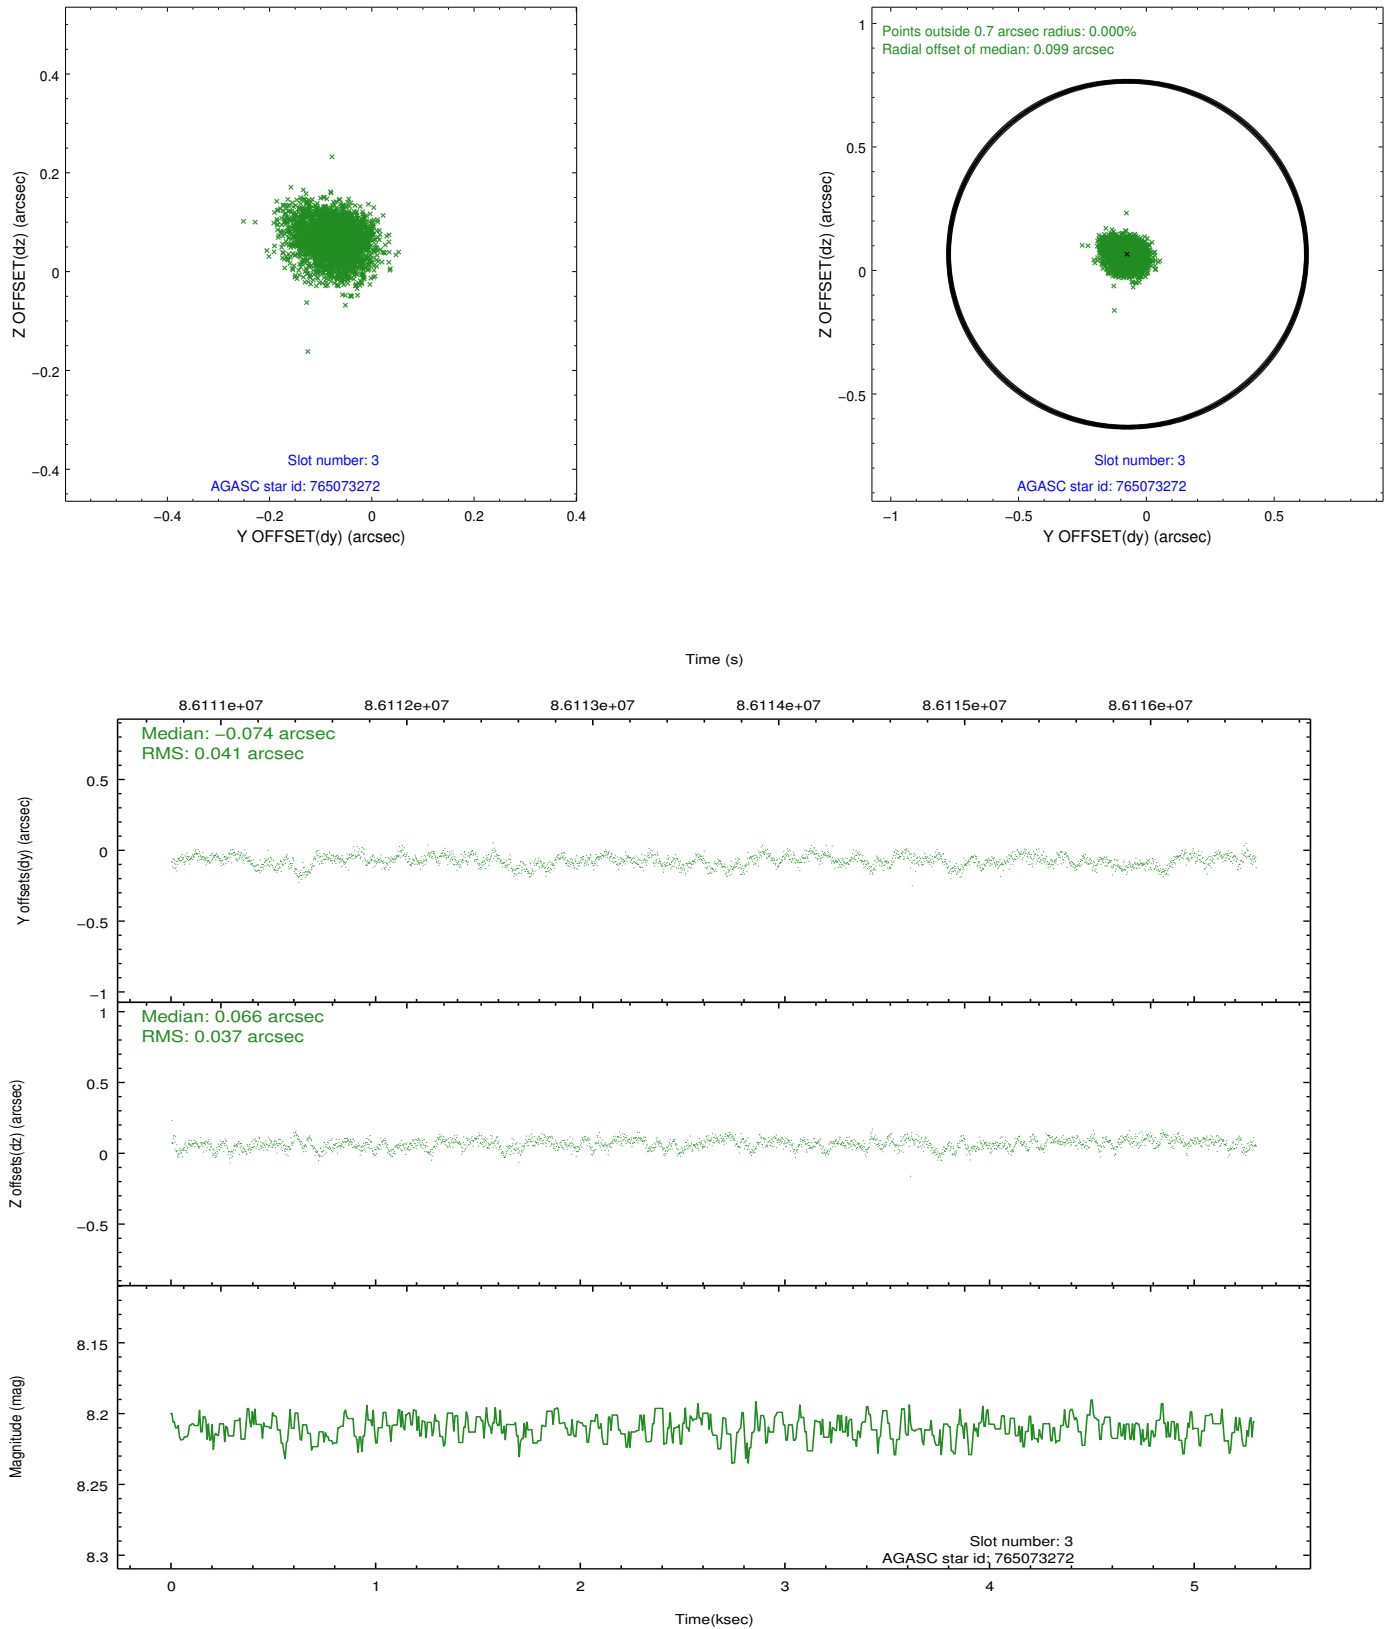 0.4
0.2
0
−0.2
−0.4
Z OFFSET(dz) (arcsec)
Slot number: 3
AGASC star id: 765073272
−0.4
−0.2
0
0.2
0.4
Y OFFSET(dy) (arcsec)
Points outside 0.7 arcsec radius: 0.000%
Radial offset of median: 0.099 arcsec
1
0.5
0
−0.5
Z OFFSET(dz) (arcsec)
Slot number: 3
AGASC star id: 765073272
−1
−0.5
0
0.5
Y OFFSET(dy) (arcsec)
Time (s)
8.6111e+07
8.6112e+07
8.6113e+07
8.6114e+07
8.6115e+07
8.6116e+07
Median: −0.074 arcsec
RMS: 0.041 arcsec
0.5
0
−0.5
−1
Y offsets(dy) (arcsec)
Median: 0.066 arcsec
RMS: 0.037 arcsec
1
0.5
0
−0.5
Z offsets(dz) (arcsec)
8.15
8.2
8.25
8.3
Magnitude (mag)
Slot number: 3
AGASC star id: 765073272
0
1
2
3
4
5
Time(ksec)